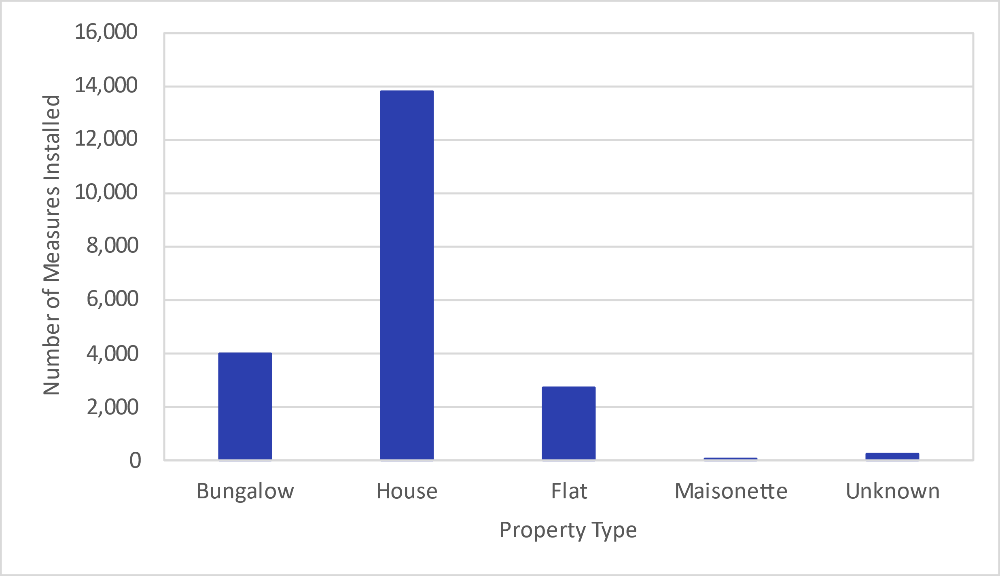 Number of Measures Installed
16,000
14,000
12,000
10,000
8,000
6,000
4,000
2,000
0
Bungalow
House
Flat
Maisonette
Unknown
Property Type